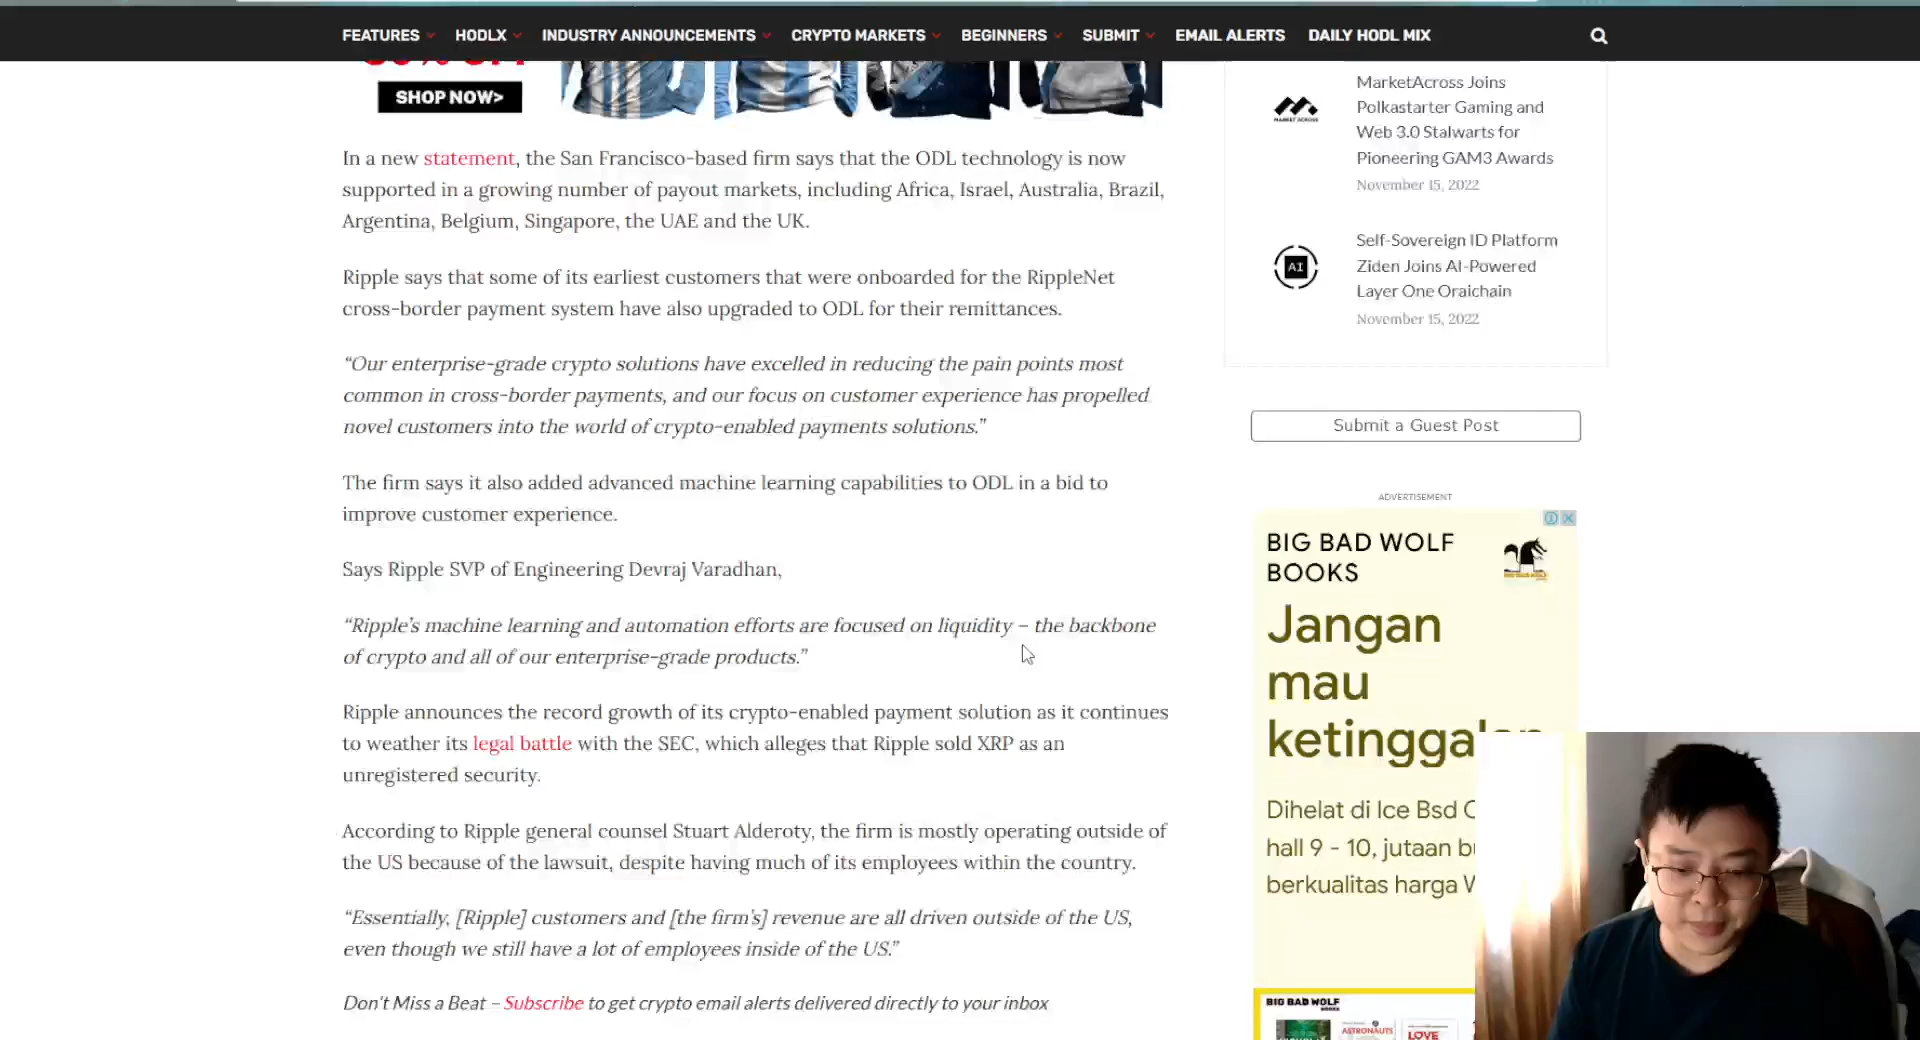 FEATURES HODLX INDUSTRY ANNOUNCEMENTS CRYPTO MARKETS BEGINNERS SUBMIT EMAIL ALERTS DAILY HODL MIX
SHOP NOW>
In a new statement, the San Francisco-based firm says that the ODL technology is now
supported in a growing number of payout markets, including Africa, Israel, Australia, Brazil,
Argentina, Belgium, Singapore, the UAE and the UK.
Ripple says that some of its earliest customers that were onboarded for the RippleNet
cross-border payment system have also upgraded to ODL for their remittances.
“Our enterprise-grade crypto solutions have excelled in reducing the pain points most
common in cross-border payments, and our focus on customer experience has propelled
novel customers into the world of crypto-enabled payments solutions.”
The firm says it also added advanced machine learning capabilities to ODL in a bid to
improve customer experience.
Says Ripple SVP of Engineering Devraj Varadhan,
“Ripple’s machine learning and automation efforts are focused on liquidity – the backbone
of crypto and all of our enterprise-grade products.”
Ripple announces the record growth of its crypto-enabled payment solution as it continues
to weather its legal battle with the SEC, which alleges that Ripple sold XRP as an
unregistered security.
According to Ripple general counsel Stuart Alderoty, the firm is mostly operating outside of
the US because of the lawsuit, despite having much of its employees within the country.
“Essentially, [Ripple] customers and [the firm’s] revenue are all driven outside of the US,
even though we still have a lot of employees inside of the US.”
Don't Miss a Beat – Subscribe to get crypto email alerts delivered directly to your inbox
MARKET ACROSS
MarketAcross Joins
Polkastarter Gaming and
Web 3.0 Stalwarts for
Pioneering GAM3 Awards
November 15, 2022
AI
Self-Sovereign ID Platform
Ziden Joins AI-Powered
Layer One Oraichain
November 15, 2022
Submit a Guest Post
ADVERTISEMENT
BIG BAD WOLF
BOOKS
Jangan
mau
Dihelat di Ice Bsd
hall 9 - 10, jutaan
berkualitas harga
BIG BAD WOLF
BOOKS
ASTRONAUTS
LOVE